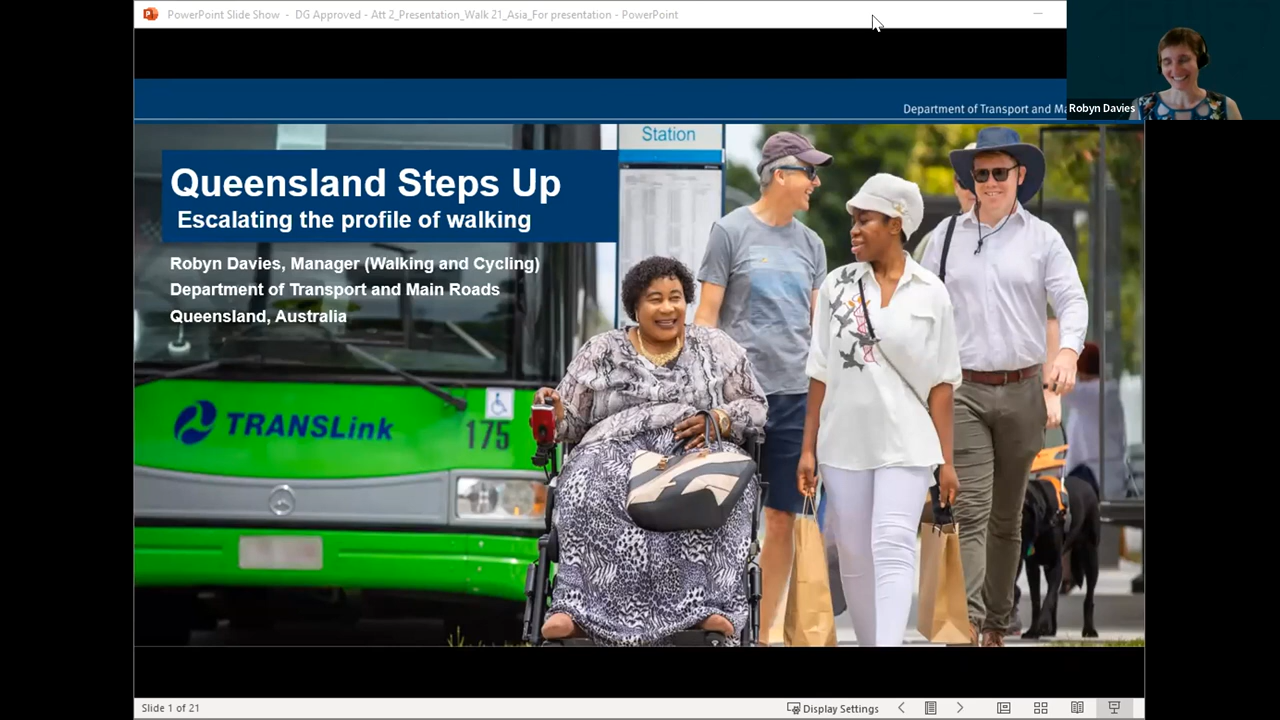 PowerPoint Slide Show - DG Approved - Att 2_Presentation_Walk 21_Asia_For presentation - PowerPoint
Department of Transport and
Robyn Davies
Station
Queensland Steps Up
Escalating the profile of walking
Robyn Davies, Manager (Walking and Cycling)
Department of Transport and Main Roads
Queensland, Australia
TRANSLink
175
Slide 1 of 21
Display Settings